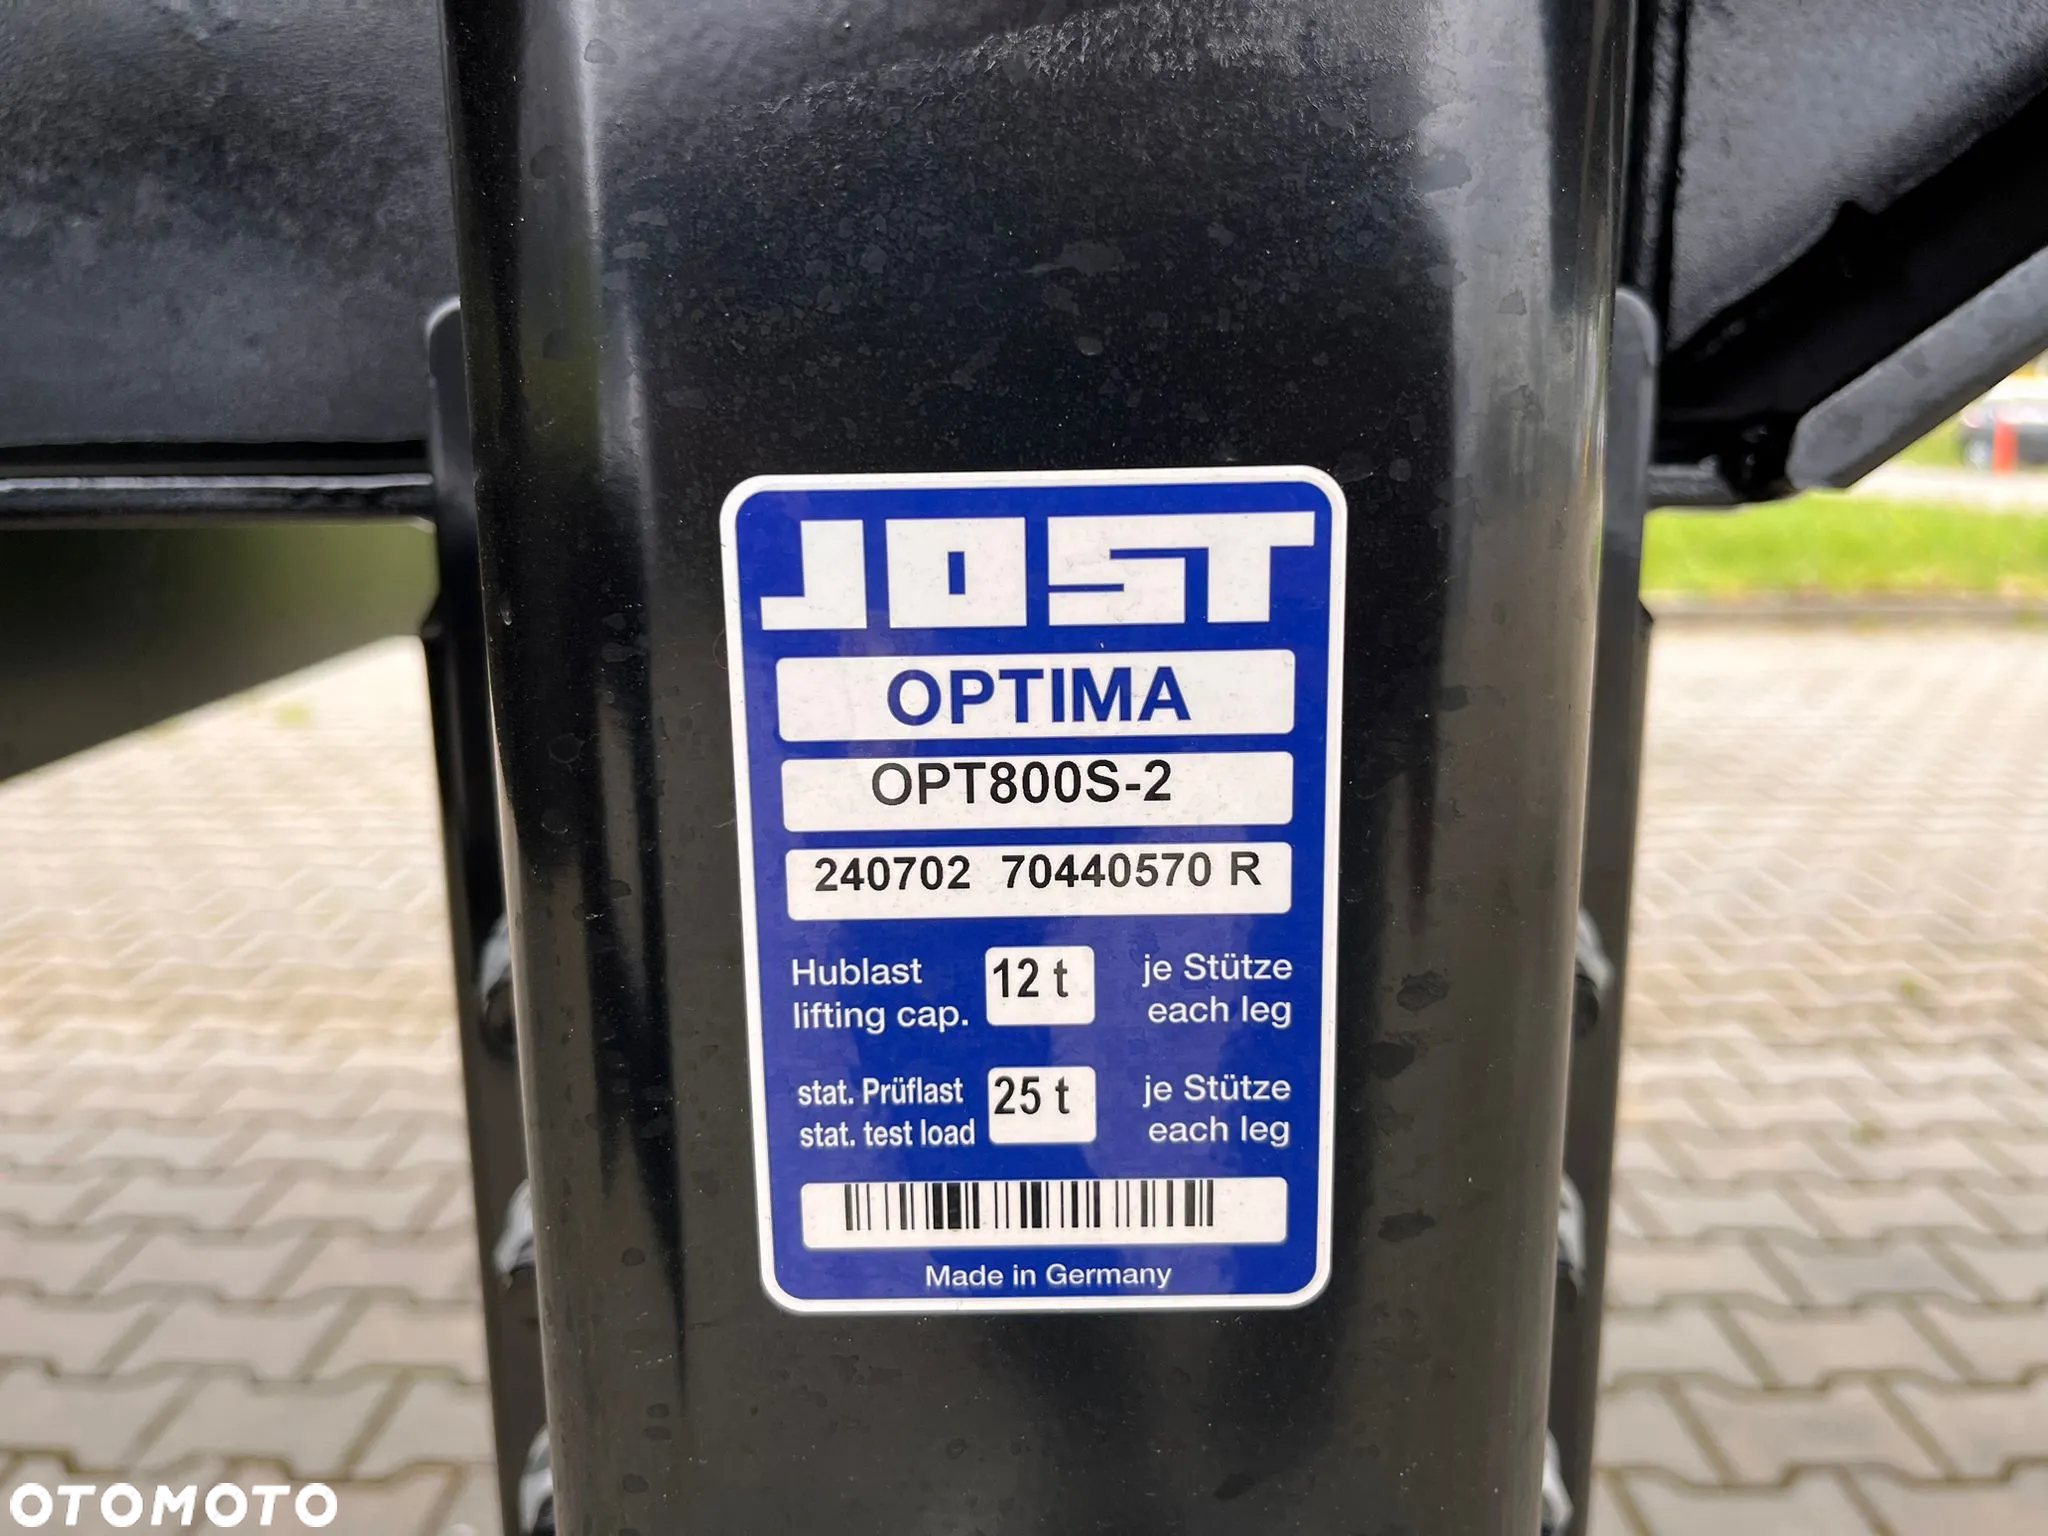 JOST
OPTIMA
OPT800S-2
240702 70440570 R
Hublast 12 t je Stütze
lifting cap. each leg
stat. Prüflast 25 t je Stütze
stat. test load each leg
Made in Germany
OTOMOTO